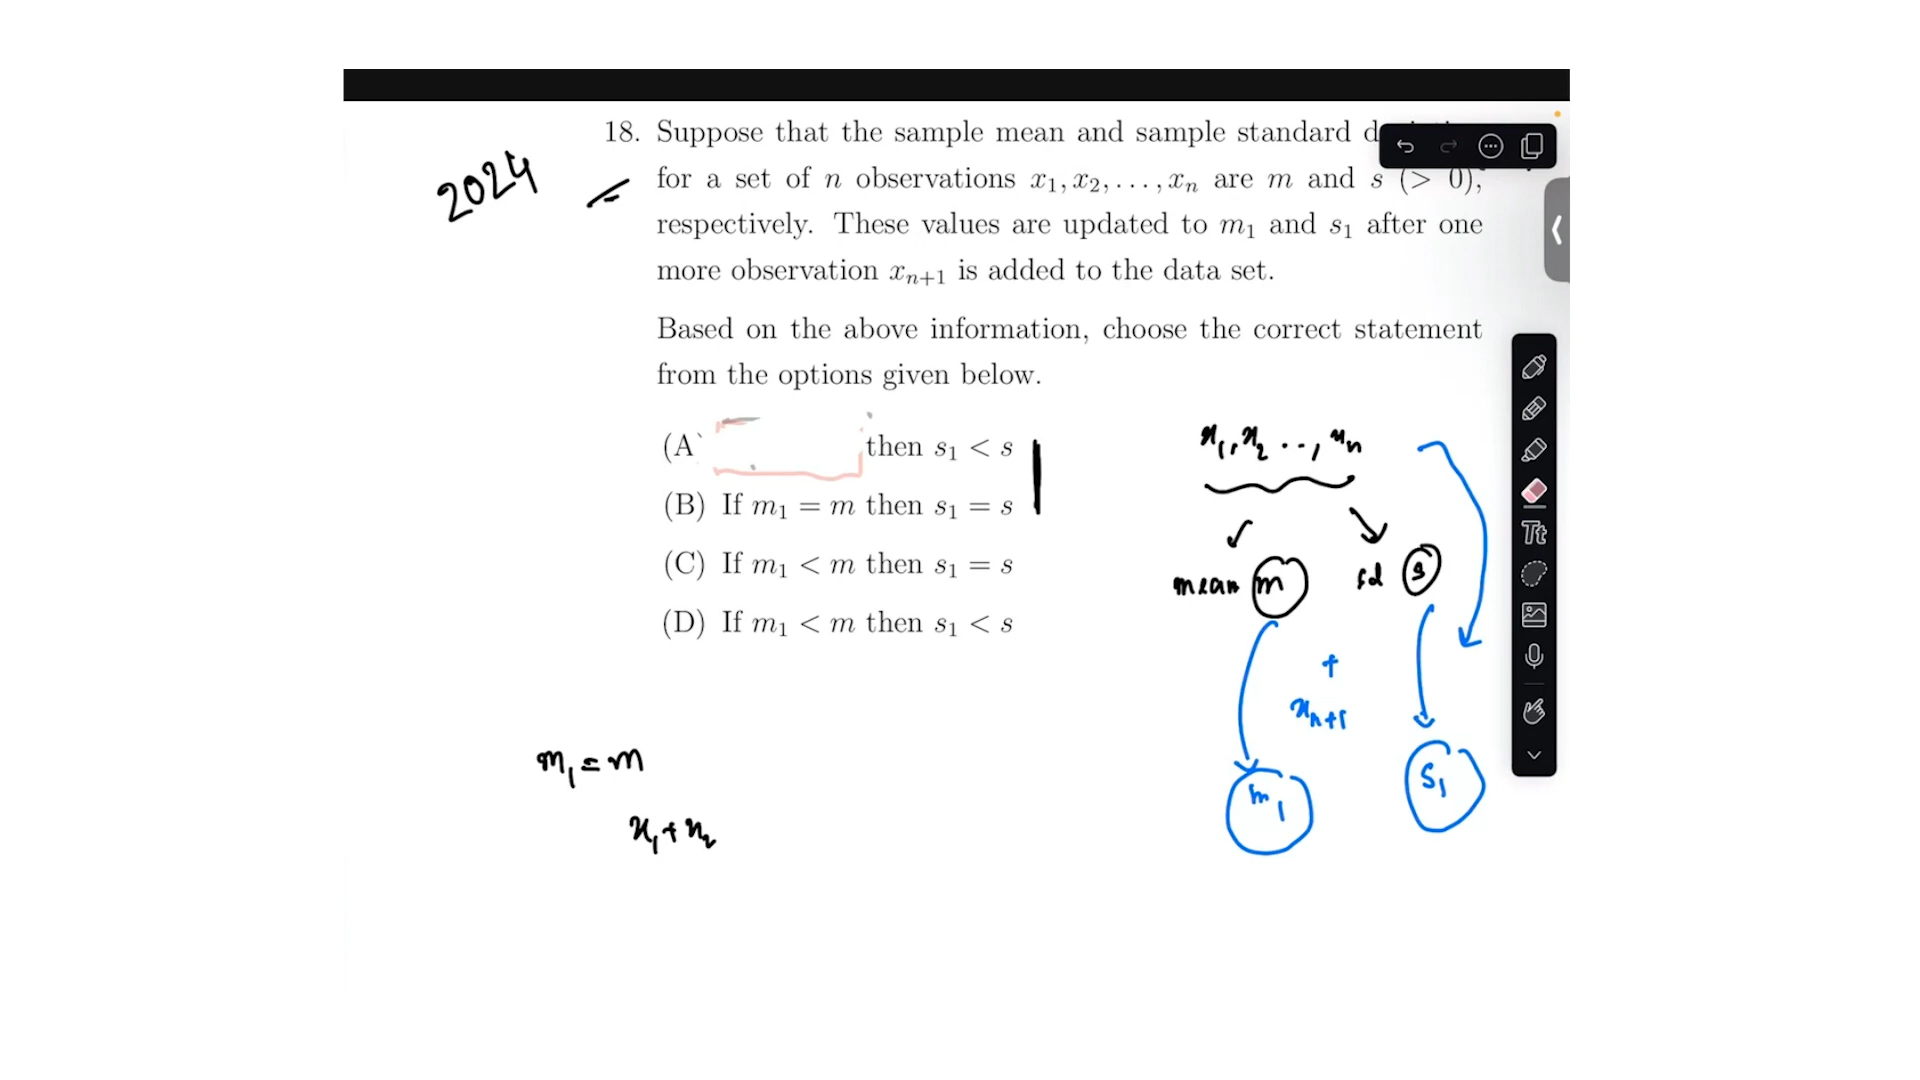 2024
18. Suppose that the sample mean and sample standard d
for a set of n observations x₁, x₂, . . . , xₙ are m and s (> 0),
respectively. These values are updated to m₁ and s₁ after one
more observation xₙ₊₁ is added to the data set.
Based on the above information, choose the correct statement
from the options given below.
(A) then s₁ < s
(B) If m₁ = m then s₁ = s
(C) If m₁ < m then s₁ = s
(D) If m₁ < m then s₁ < s
x₁, x₂ . . , xₙ
mean m sd s
+
xₙ₊₁
m₁ s₁
m₁ = m
x₁ + x₂
Tt